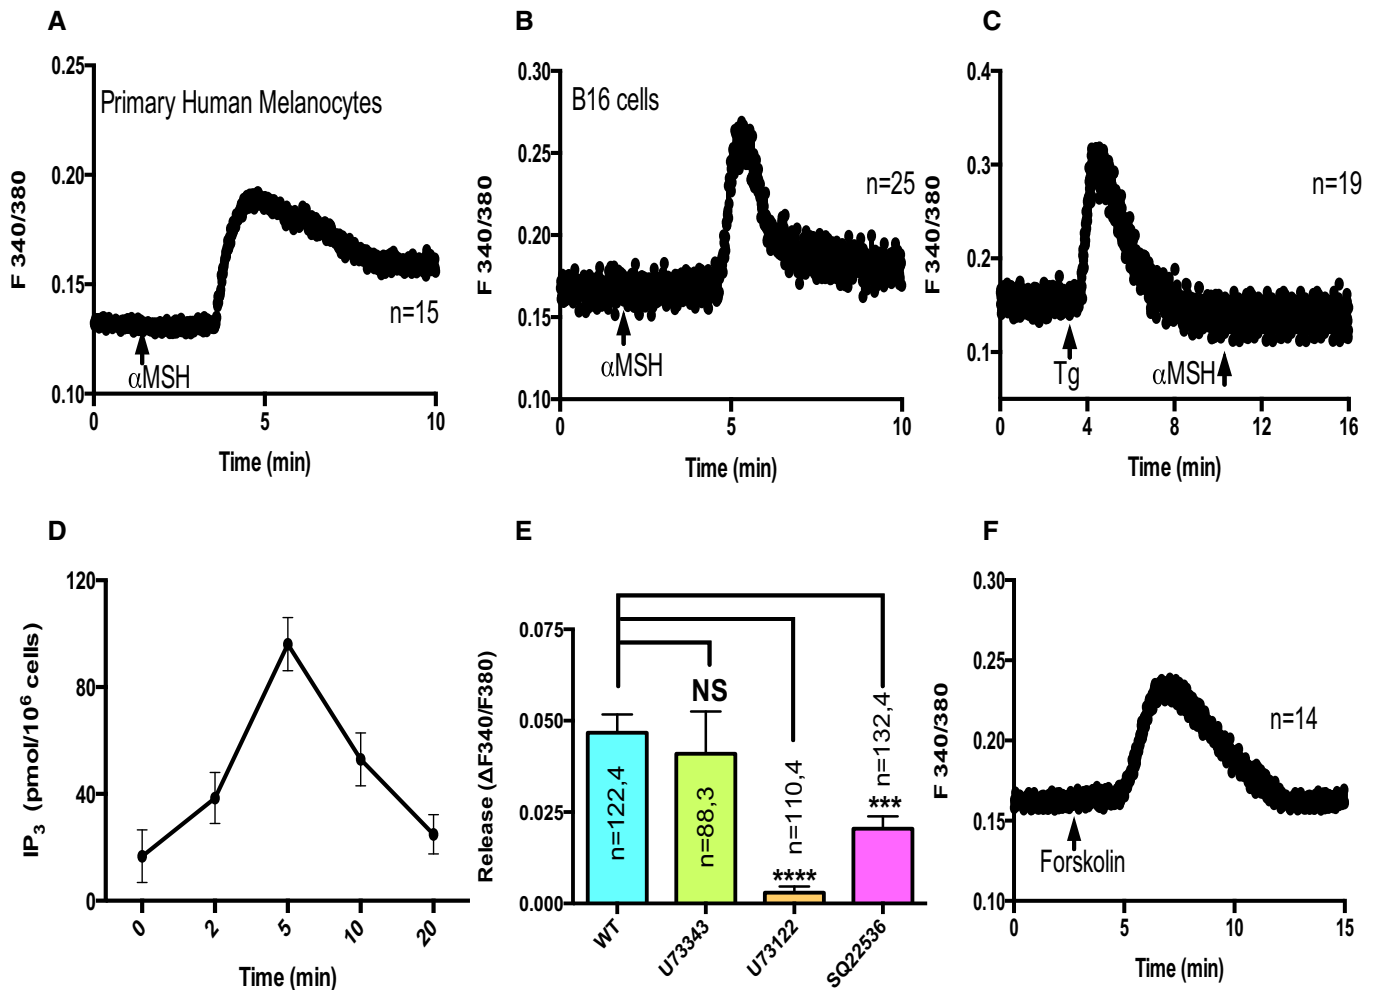 A
0.25
0.20
0.15
0.10
F 340/380
Primary Human Melanocytes
n=15
αMSH
0
5
10
Time (min)
B
0.30
0.25
0.20
0.15
0.10
F 340/380
B16 cells
n=25
αMSH
0
5
10
Time (min)
C
0.4
0.3
0.2
0.1
F 340/380
n=19
Tg
αMSH
0
4
8
12
16
Time (min)
D
120
80
40
0
IP3 (pmol/10⁶ cells)
0
2
5
10
20
Time (min)
E
0.075
0.050
0.025
0.000
Release (ΔF340/F380)
NS
n=122,4
n=88,3
n=110,4
n=132,4
****
***
WT
U73343
U73122
SQ22536
F
0.30
0.25
0.20
0.15
0.10
F 340/380
n=14
Forskolin
0
5
10
15
Time (min)